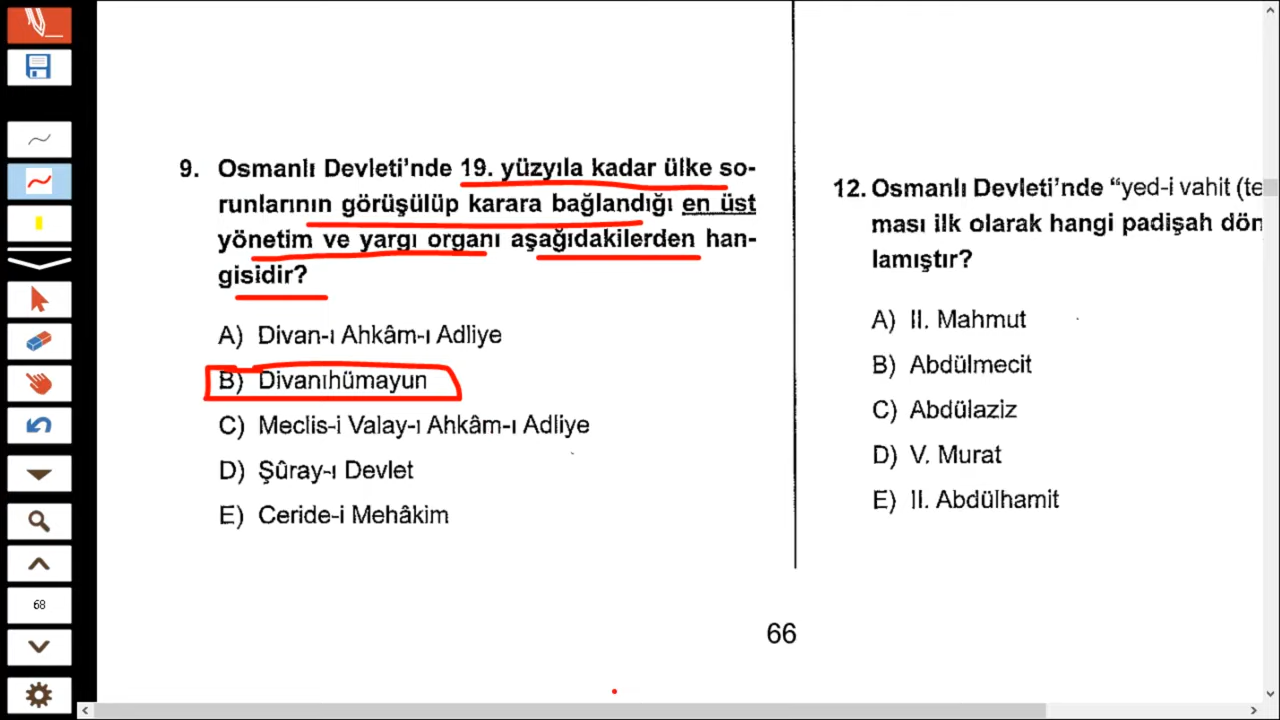 9. Osmanlı Devleti'nde 19. yüzyıla kadar ülke so-
runlarının görüşülüp karara bağlandığı en üst
yönetim ve yargı organı aşağıdakilerden han-
gisidir?
A) Divan-ı Ahkâm-ı Adliye
B) Divanıhümayun
C) Meclis-i Valay-ı Ahkâm-ı Adliye
D) Şûray-ı Devlet
E) Ceride-i Mehâkim
12. Osmanlı Devleti'nde “yed-i vahit (te
ması ilk olarak hangi padişah dön
lamıştır?
A) II. Mahmut
B) Abdülmecit
C) Abdülaziz
D) V. Murat
E) II. Abdülhamit
66
68